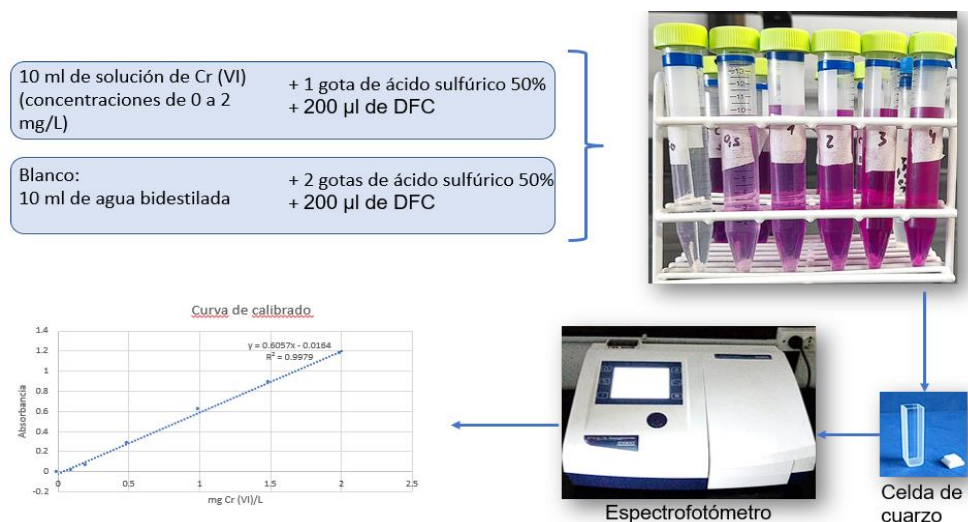 10 ml de solución de Cr (VI)
(concentraciones de 0 a 2
mg/L)
+ 1 gota de ácido sulfúrico 50%
+ 200 µl de DFC
Blanco:
10 ml de agua bidestilada
+ 2 gotas de ácido sulfúrico 50%
+ 200 µl de DFC
0,5
1
2
3
4
Curva de calibrado
y = 0.6057x - 0.0164
R² = 0.9979
Absorbancia
1.4
1.2
1
0.8
0.6
0.4
0.2
0
-0.2
0
0.5
1
1.5
2
2.5
mg Cr (VI)/L
Espectrofotómetro
Celda de
cuarzo